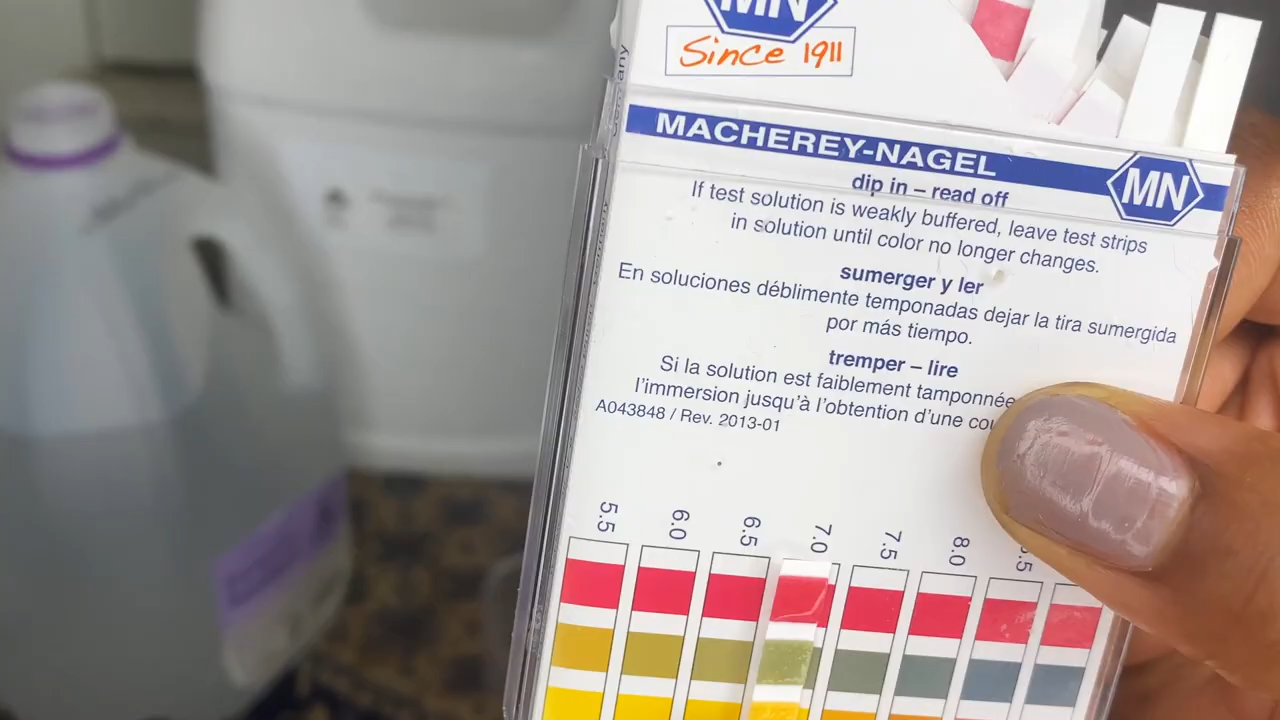 MN
Since 1911
MACHEREY-NAGEL
MN
dip in – read off
If test solution is weakly buffered, leave test strips
in solution until color no longer changes.
sumerger y ler
En soluciones déblimente temponadas dejar la tira sumergida
por más tiempo.
tremper – lire
Si la solution est faiblement tamponnée
l'immersion jusqu'à l'obtention d'une
A043848 / Rev. 2013-01
5.5 6.0 6.5 7.0 7.5 8.0